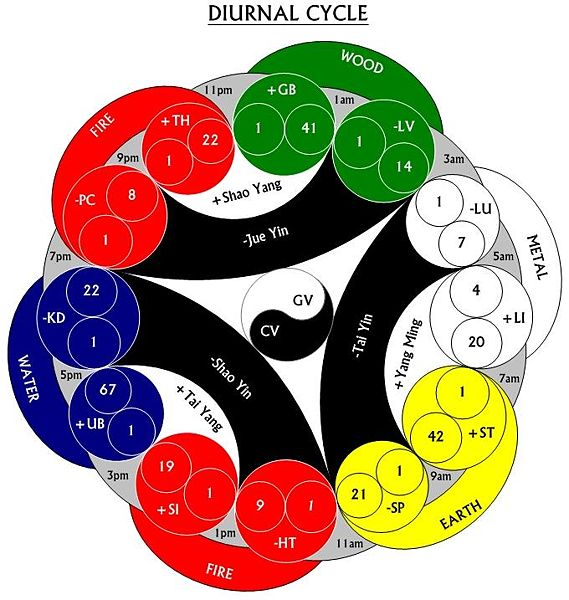 DIURNAL CYCLE
WOOD
11pm
+GB
1am
1
41
-LV
1
14
FIRE
+TH
22
1
9pm
3am
-PC
8
1
+Shao Yang
-Jue Yin
1
-LU
7
METAL
5am
7pm
22
-KD
1
GV
CV
4
+LI
20
-Tai Yin
+Yang Ming
-Shao Yin
+Tai Yang
WATER
5pm
67
+UB
1
7am
1
42
+ST
3pm
19
1
+SI
9
1
-HT
1
21
-SP
9am
EARTH
1pm
11am
FIRE